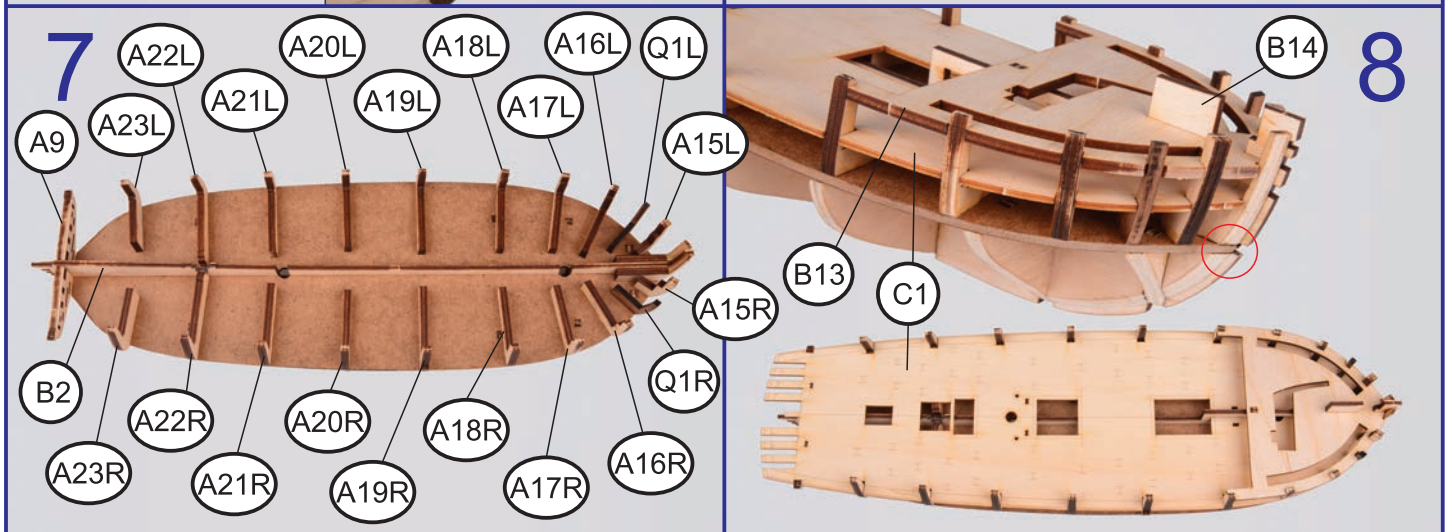 7
A22L
A20L
A18L
A16L
Q1L
A23L
A21L
A19L
A17L
A15L
A9
B2
A22R
A20R
A18R
Q1R
A15R
A23R
A21R
A19R
A17R
A16R
8
B14
B13
C1